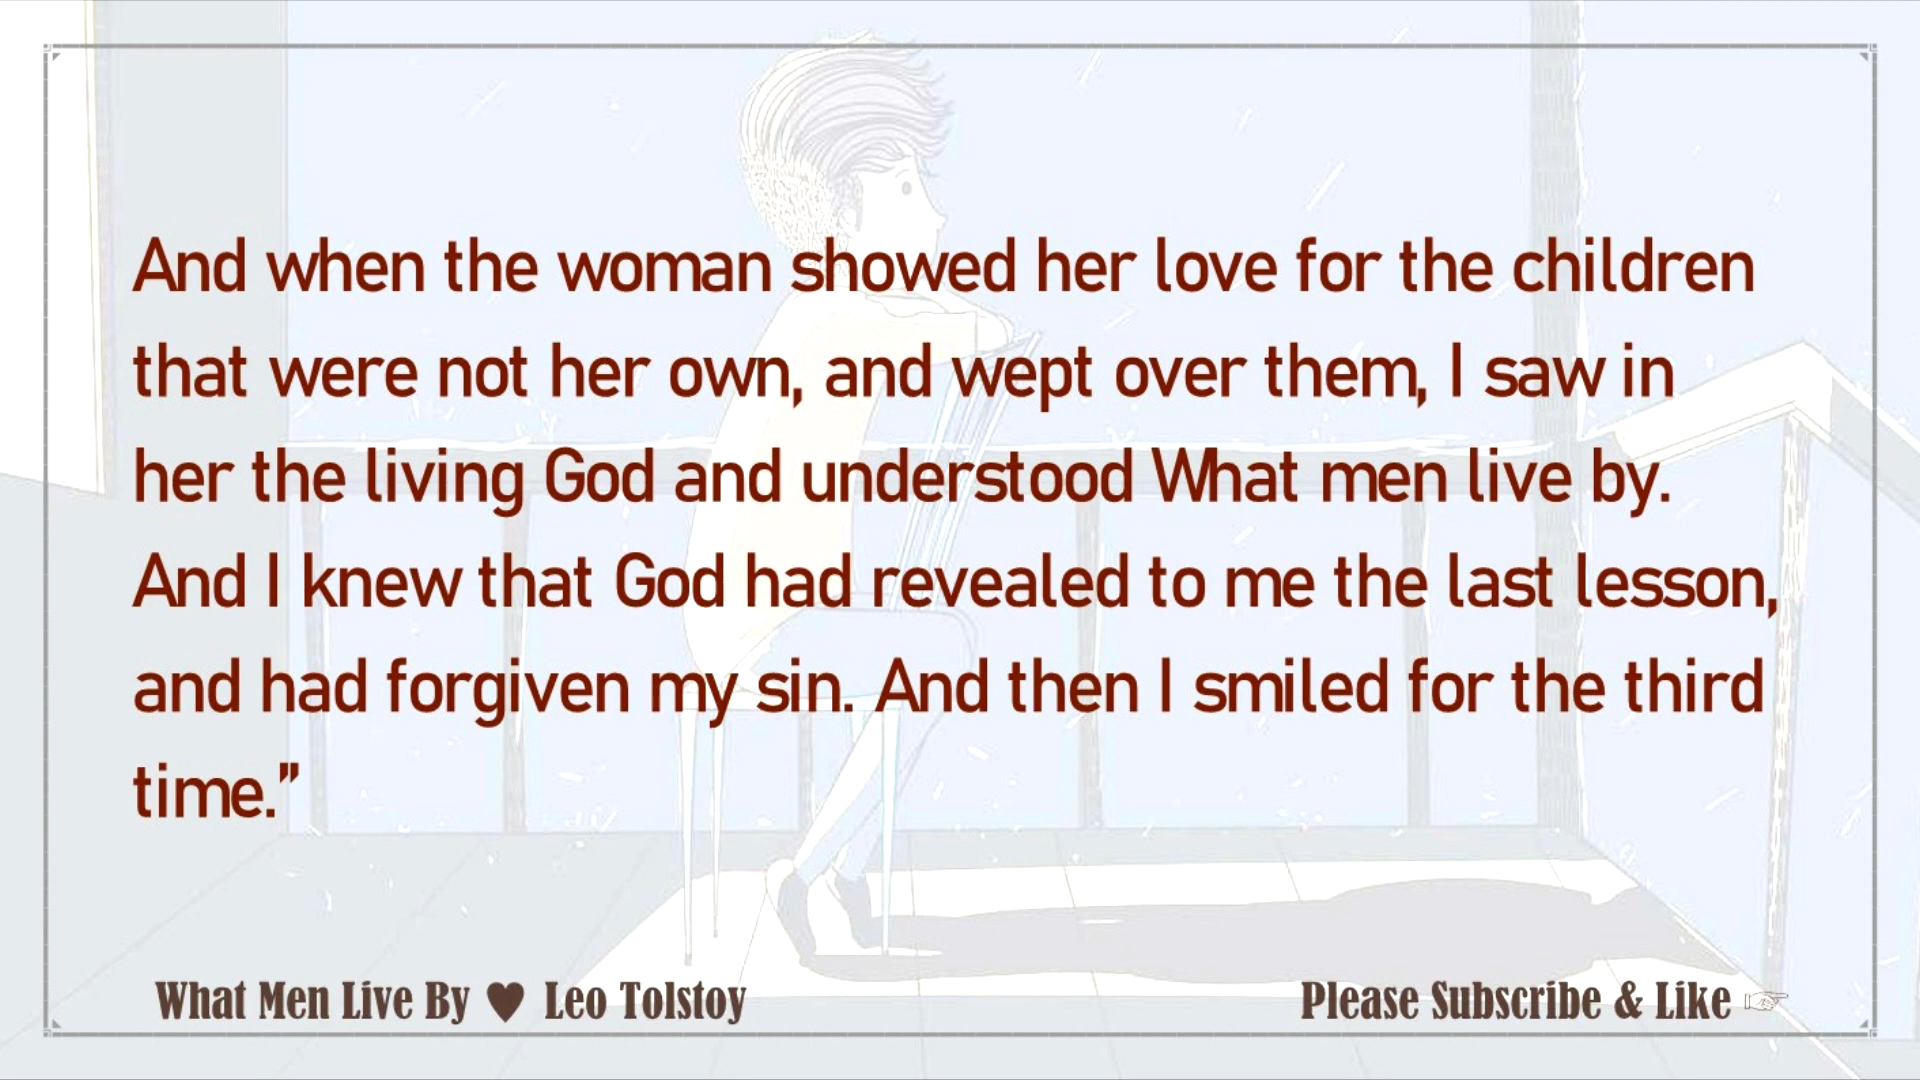 And when the woman showed her love for the children
that were not her own, and wept over them, I saw in
her the living God and understood What men live by.
And I knew that God had revealed to me the last lesson,
and had forgiven my sin. And then I smiled for the third
time.”
What Men Live By ♥ Leo Tolstoy
Please Subscribe & Like ☞